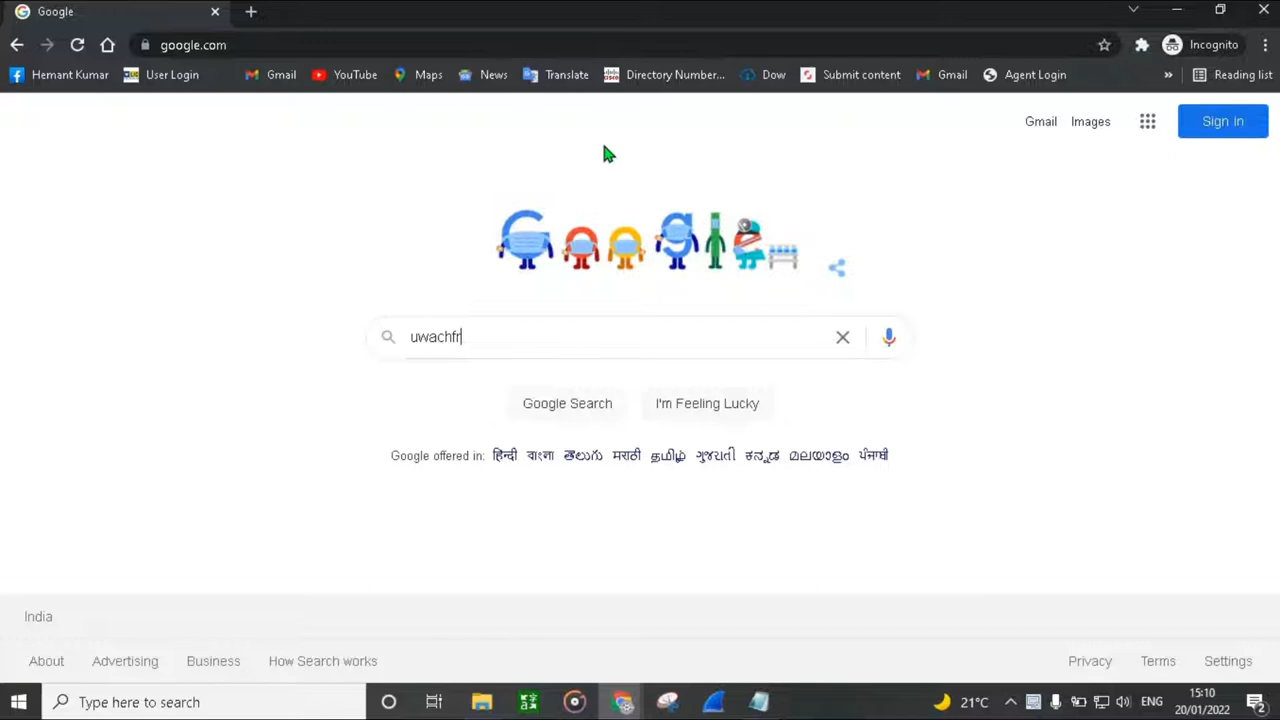 Google
google.com
Incognito
Hemant Kumar
User Login
Gmail
YouTube
Maps
News
Translate
Directory Number...
Dow
Submit content
Gmail
Agent Login
»
Reading list
Gmail
Images
Sign in
Google
uwachfr
Google Search
I'm Feeling Lucky
Google offered in: हिन्दी বাংলা తెలుగు मराठी தமிழ் ગુજરાતી ಕನ್ನಡ മലയാളം ਪੰਜਾਬੀ
India
About
Advertising
Business
How Search works
Privacy
Terms
Settings
Type here to search
21°C
ENG
15:10
20/01/2022
2